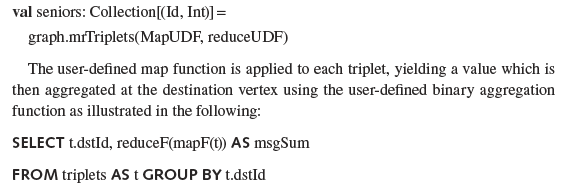 val seniors: Collection[(Id, Int)] =
graph.mrTriplets(MapUDF, reduceUDF)
The user-defined map function is applied to each triplet, yielding a value which is
then aggregated at the destination vertex using the user-defined binary aggregation
function as illustrated in the following:
SELECT t.dstId, reduceF(mapF(t)) AS msgSum
FROM triplets AS t GROUP BY t.dstId